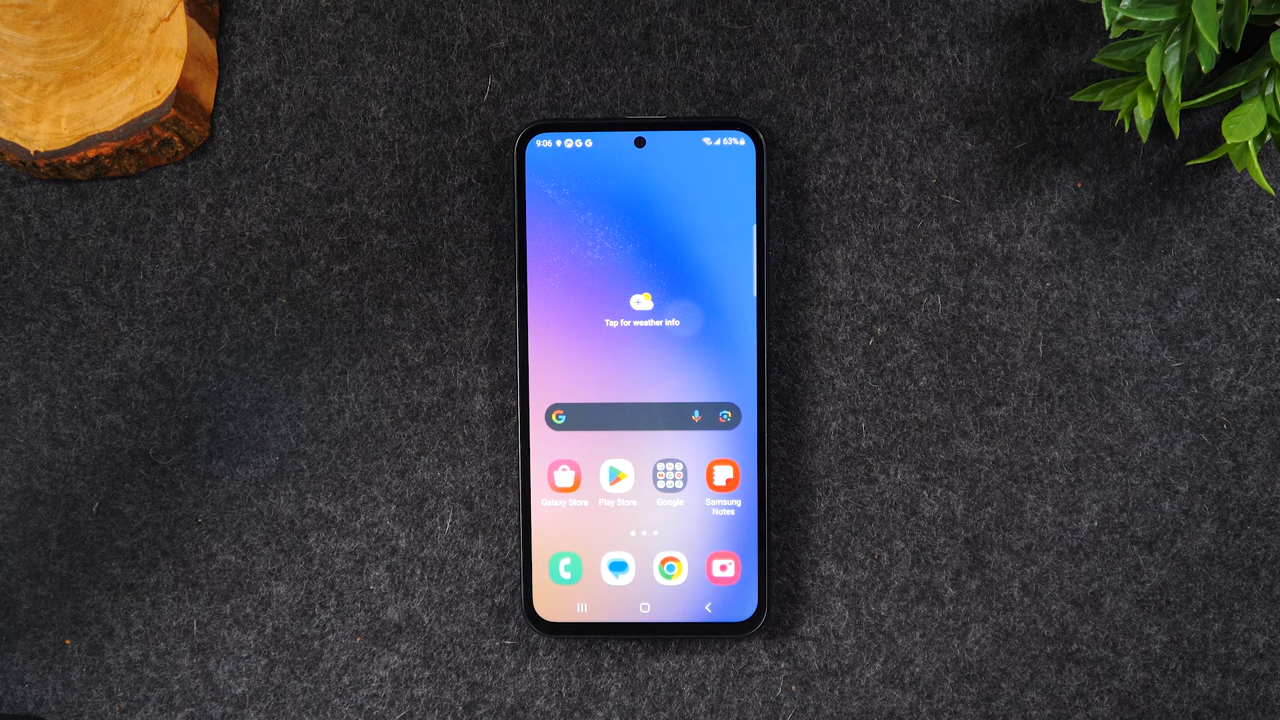 9:06
63%
Tap for weather info
Galaxy Store
Play Store
Google
Samsung
Notes